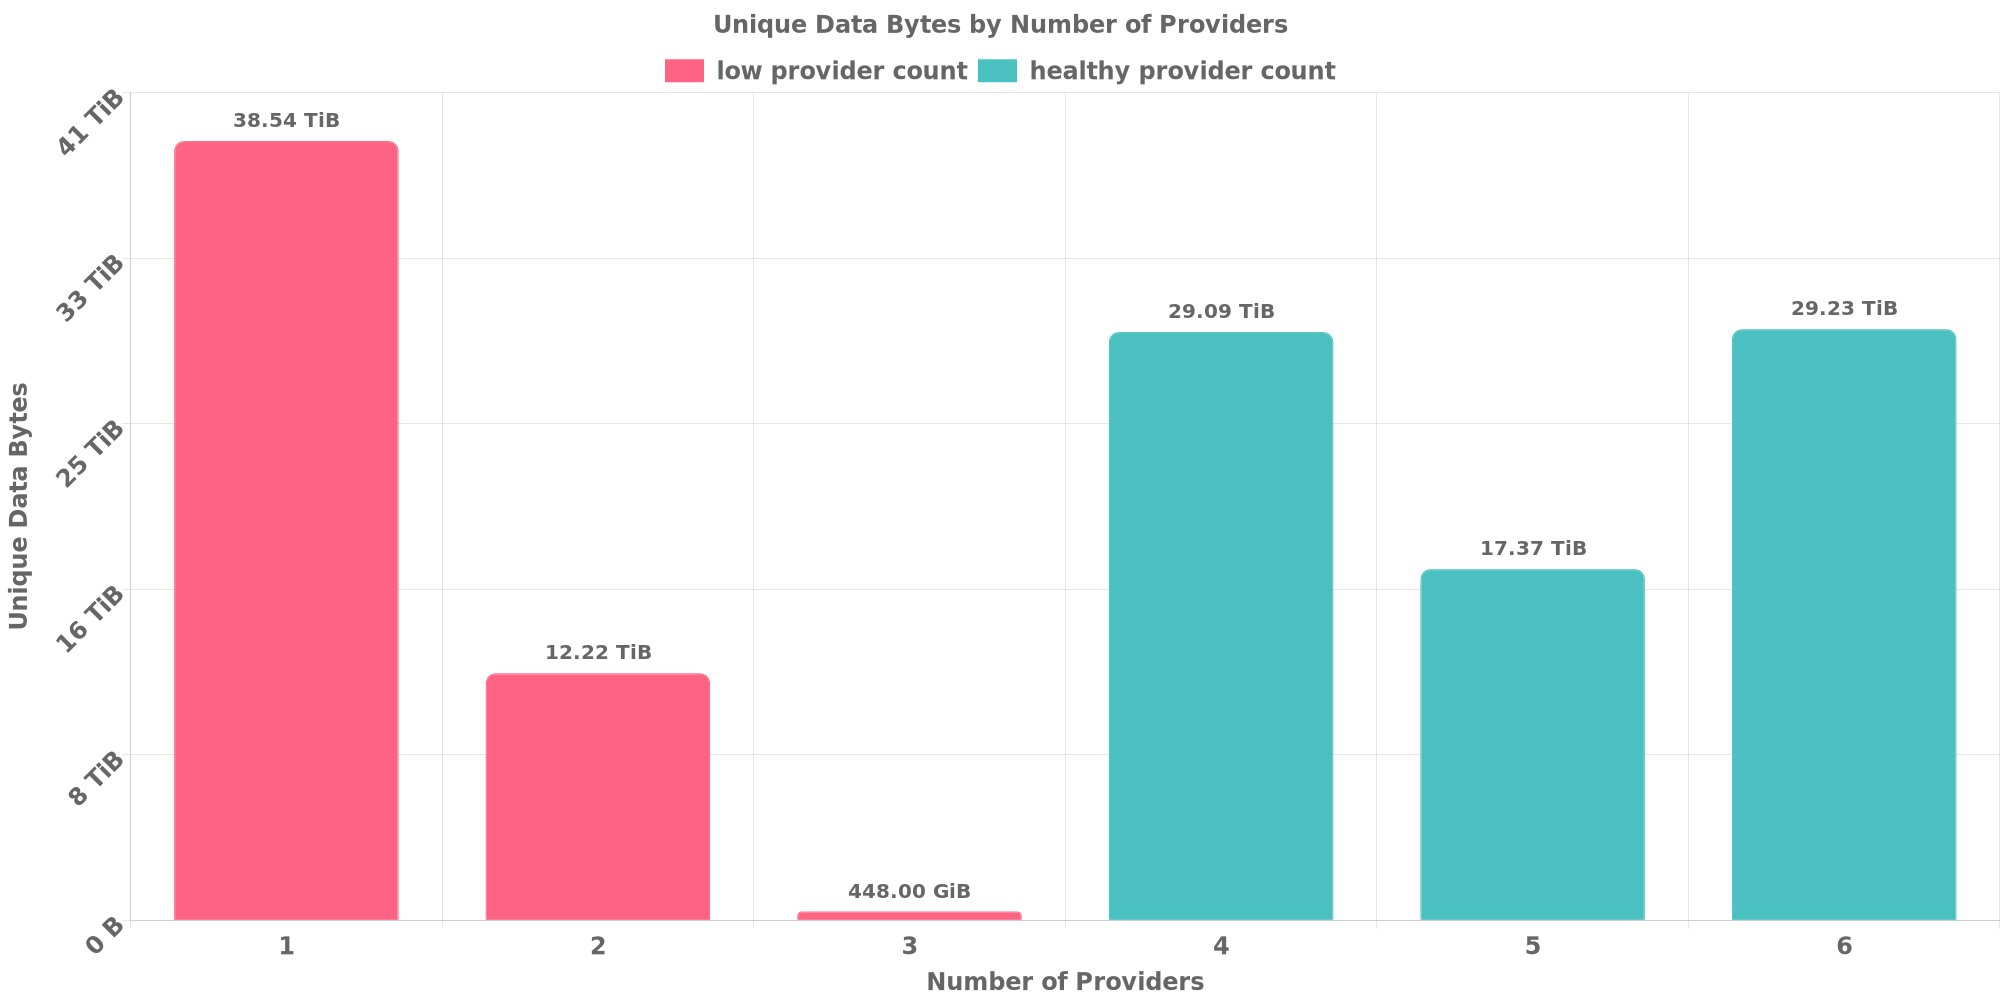 Unique Data Bytes by Number of Providers
low provider count healthy provider count
41 TiB
33 TiB
25 TiB
16 TiB
8 TiB
0 B
Unique Data Bytes
38.54 TiB
12.22 TiB
448.00 GiB
29.09 TiB
17.37 TiB
29.23 TiB
1 2 3 4 5 6
Number of Providers